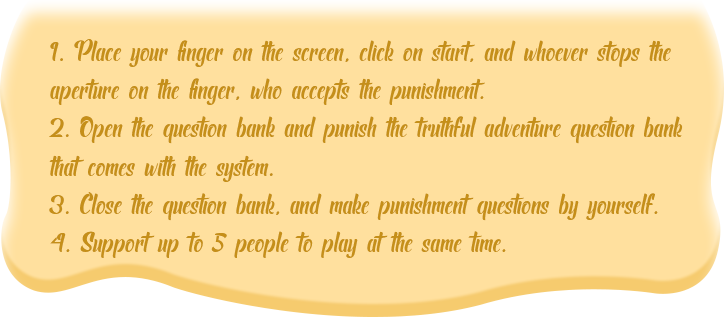 1. Place your finger on the screen, click on start, and whoever stops the
aperture on the finger, who accepts the punishment.
2. Open the question bank and punish the truthful adventure question bank
that comes with the system.
3. Close the question bank, and make punishment questions by yourself.
4. Support up to 5 people to play at the same time.